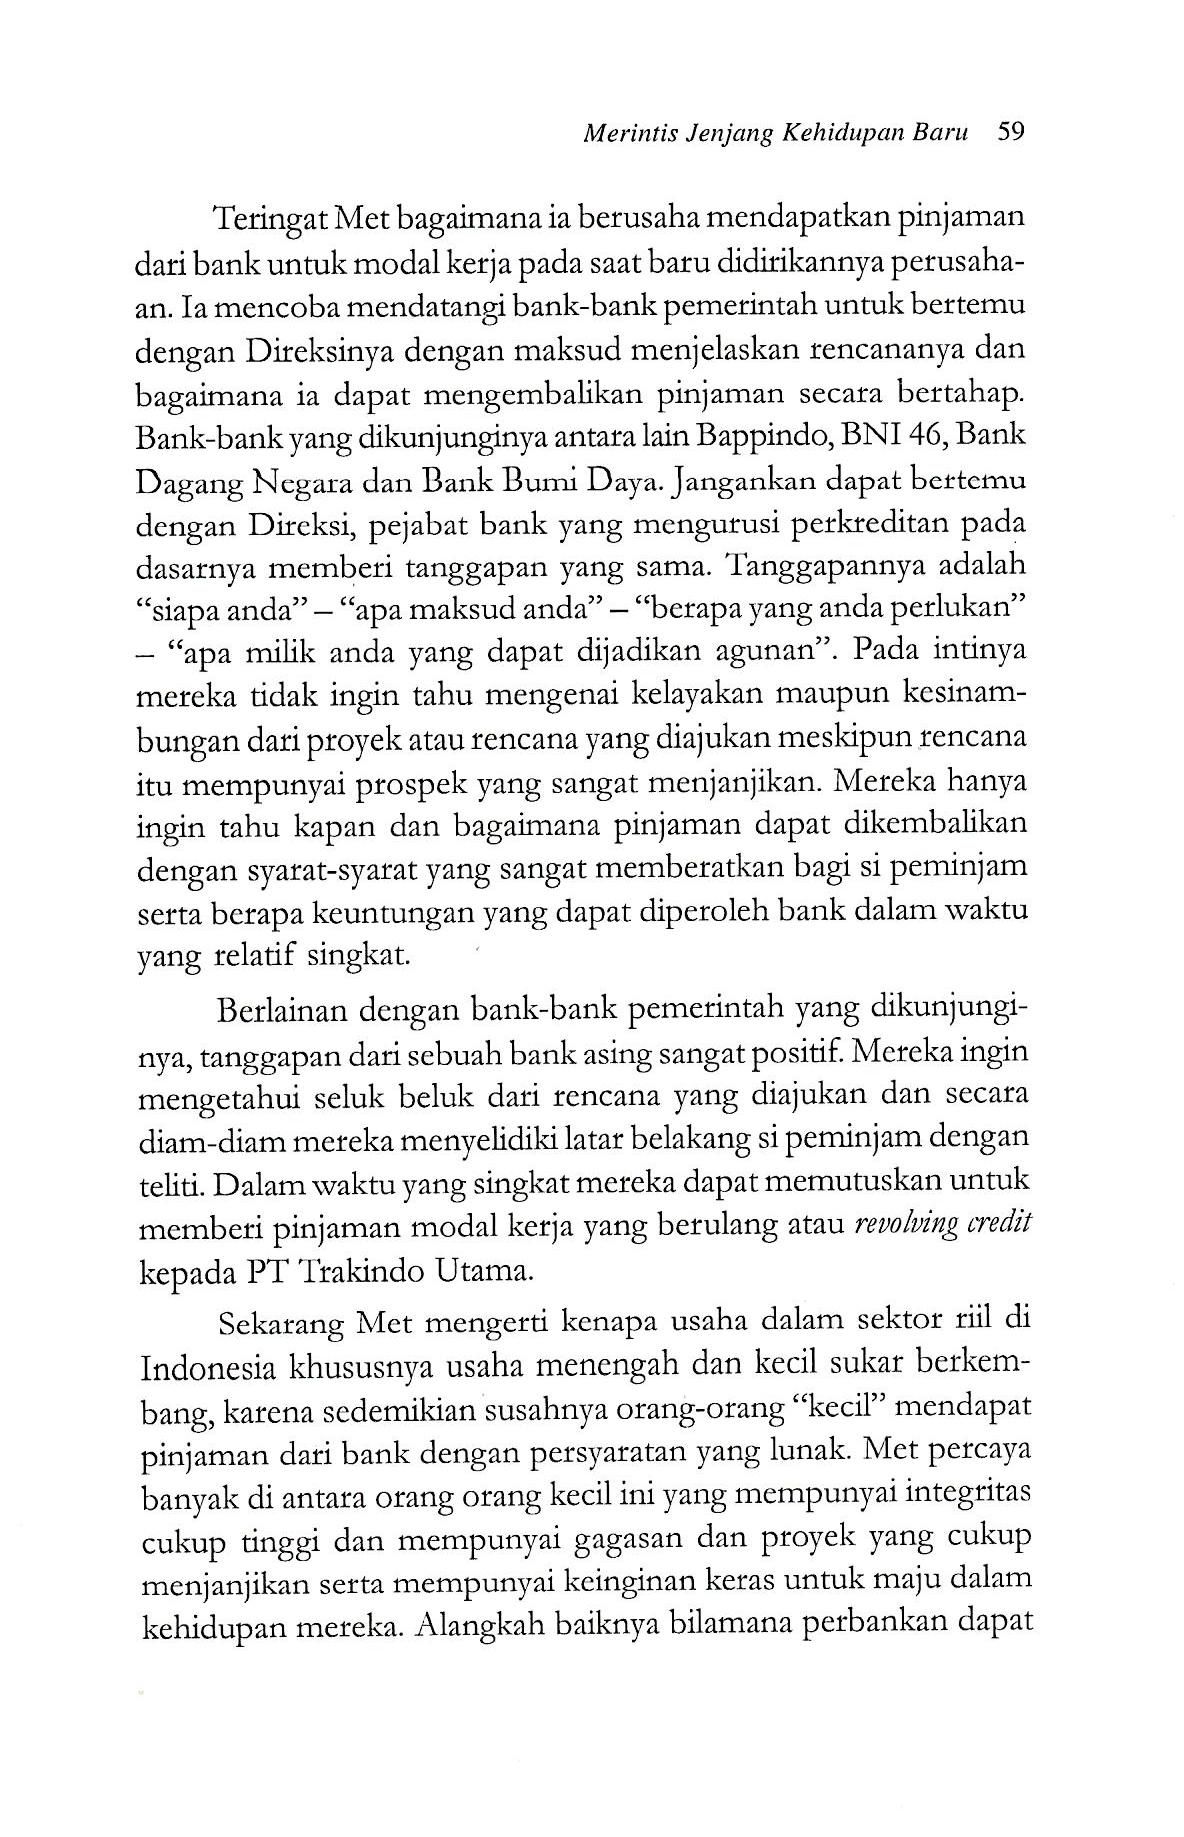 Merintis Jenjang Kehidupan Baru 59
Teringat Met bagaimana ia berusaha mendapatkan pinjaman
dari bank untuk modal kerja pada saat baru didirikannya perusaha-
an. Ia mencoba mendatangi bank-bank pemerintah untuk bertemu
dengan Direksinya dengan maksud menjelaskan rencananya dan
bagaimana ia dapat mengembalikan pinjaman secara bertahap.
Bank-bank yang dikunjunginya antara lain Bappindo, BNI 46, Bank
Dagang Negara dan Bank Bumi Daya. Jangankan dapat bertemu
dengan Direksi, pejabat bank yang mengurusi perkreditan pada
dasarnya memberi tanggapan yang sama. Tanggapannya adalah
“siapa anda” – “apa maksud anda” – “berapa yang anda perlukan”
– “apa milik anda yang dapat dijadikan agunan”. Pada intinya
mereka tidak ingin tahu mengenai kelayakan maupun kesinam-
bungan dari proyek atau rencana yang diajukan meskipun rencana
itu mempunyai prospek yang sangat menjanjikan. Mereka hanya
ingin tahu kapan dan bagaimana pinjaman dapat dikembalikan
dengan syarat-syarat yang sangat memberatkan bagi si peminjam
serta berapa keuntungan yang dapat diperoleh bank dalam waktu
yang relatif singkat.
Berlainan dengan bank-bank pemerintah yang dikunjungi-
nya, tanggapan dari sebuah bank asing sangat positif. Mereka ingin
mengetahui seluk beluk dari rencana yang diajukan dan secara
diam-diam mereka menyelidiki latar belakang si peminjam dengan
teliti. Dalam waktu yang singkat mereka dapat memutuskan untuk
memberi pinjaman modal kerja yang berulang atau revolving credit
kepada PT Trakindo Utama.
Sekarang Met mengerti kenapa usaha dalam sektor riil di
Indonesia khususnya usaha menengah dan kecil sukar berkem-
bang, karena sedemikian susahnya orang-orang “kecil” mendapat
pinjaman dari bank dengan persyaratan yang lunak. Met percaya
banyak di antara orang orang kecil ini yang mempunyai integritas
cukup tinggi dan mempunyai gagasan dan proyek yang cukup
menjanjikan serta mempunyai keinginan keras untuk maju dalam
kehidupan mereka. Alangkah baiknya bilamana perbankan dapat